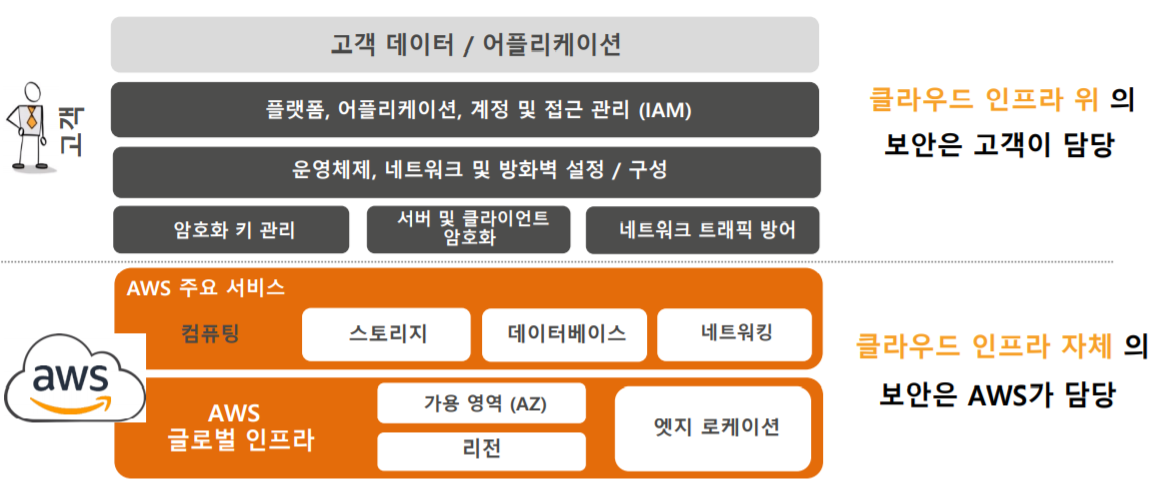 고객 데이터 / 어플리케이션
플랫폼, 어플리케이션, 계정 및 접근 관리 (IAM)
고객
운영체제, 네트워크 및 방화벽 설정 / 구성
암호화 키 관리
서버 및 클라이언트
암호화
네트워크 트래픽 방어
클라우드 인프라 위 의
보안은 고객이 담당
AWS 주요 서비스
컴퓨팅
스토리지
데이터베이스
네트워킹
aws
AWS
글로벌 인프라
가용 영역 (AZ)
리전
엣지 로케이션
클라우드 인프라 자체 의
보안은 AWS가 담당